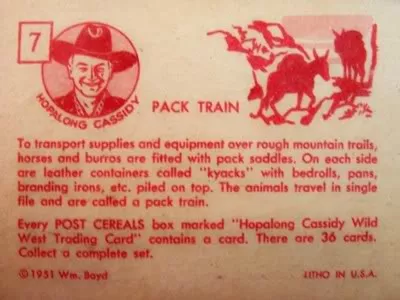 7
HOPALONG CASSIDY
PACK TRAIN
To transport supplies and equipment over rough mountain trails,
horses and burros are fitted with pack saddles. On each side
are leather containers called "kyacks" with bedrolls, pans,
branding irons, etc. piled on top. The animals travel in single
file and are called a pack train.
Every POST CEREALS box marked "Hopalong Cassidy Wild
West Trading Card" contains a card. There are 36 cards.
Collect a complete set.
©1951 Wm. Boyd
LITHO IN U.S.A.